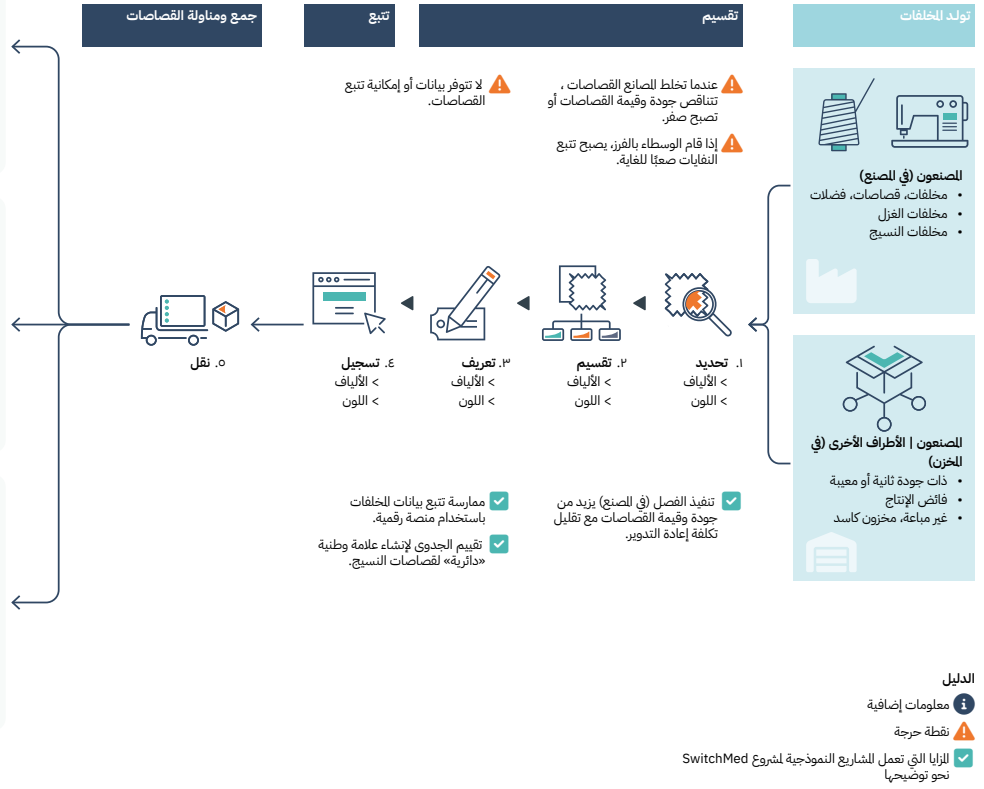 تولد المخلفات
تقسيم
تتبع
جمع ومناولة القصاصات
المصنعون (في المصنع)
• مخلفات، قصاصات، فضلات
• مخلفات الغزل
• مخلفات النسيج
المصنعون | الأطراف الأخرى (في
المخزن)
• ذات جودة ثانية أو معيبة
• فائض الإنتاج
• غير مباعة، مخزون كاسد
عندما تخلط المصانع القصاصات ،
تتناقص جودة وقيمة القصاصات أو
تصبح صفر.
إذا قام الوسطاء بالفرز، يصبح تتبع
النفايات صعبًا للغاية.
لا تتوفر بيانات أو إمكانية تتبع
القصاصات.
١. تحديد
> الألياف
> اللون
٢. تقسيم
> الألياف
> اللون
٣. تعريف
> الألياف
> اللون
٤. تسجيل
> الألياف
> اللون
٥. نقل
تنفيذ الفصل (في المصنع) يزيد من
جودة وقيمة القصاصات مع تقليل
تكلفة إعادة التدوير.
ممارسة تتبع بيانات المخلفات
باستخدام منصة رقمية.
تقييم الجدوى لإنشاء علامة وطنية
«دائرية» لقصاصات النسيج.
الدليل
معلومات إضافية
نقطة حرجة
المزايا التي تعمل المشاريع النموذجية لمشروع SwitchMed
نحو توضيحها